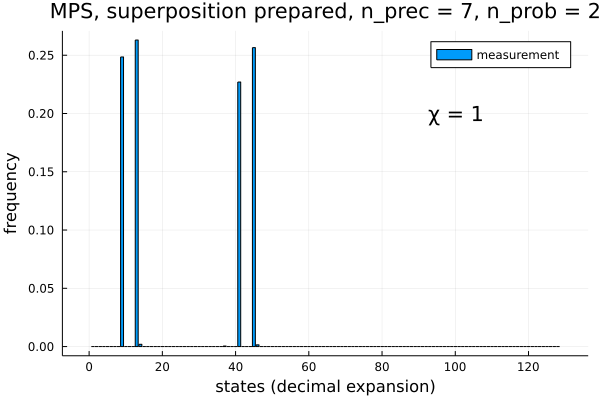 MPS, superposition prepared, n_prec = 7, n_prob = 2
measurement
χ = 1
frequency
0.25
0.20
0.15
0.10
0.05
0.00
0 20 40 60 80 100 120
states (decimal expansion)